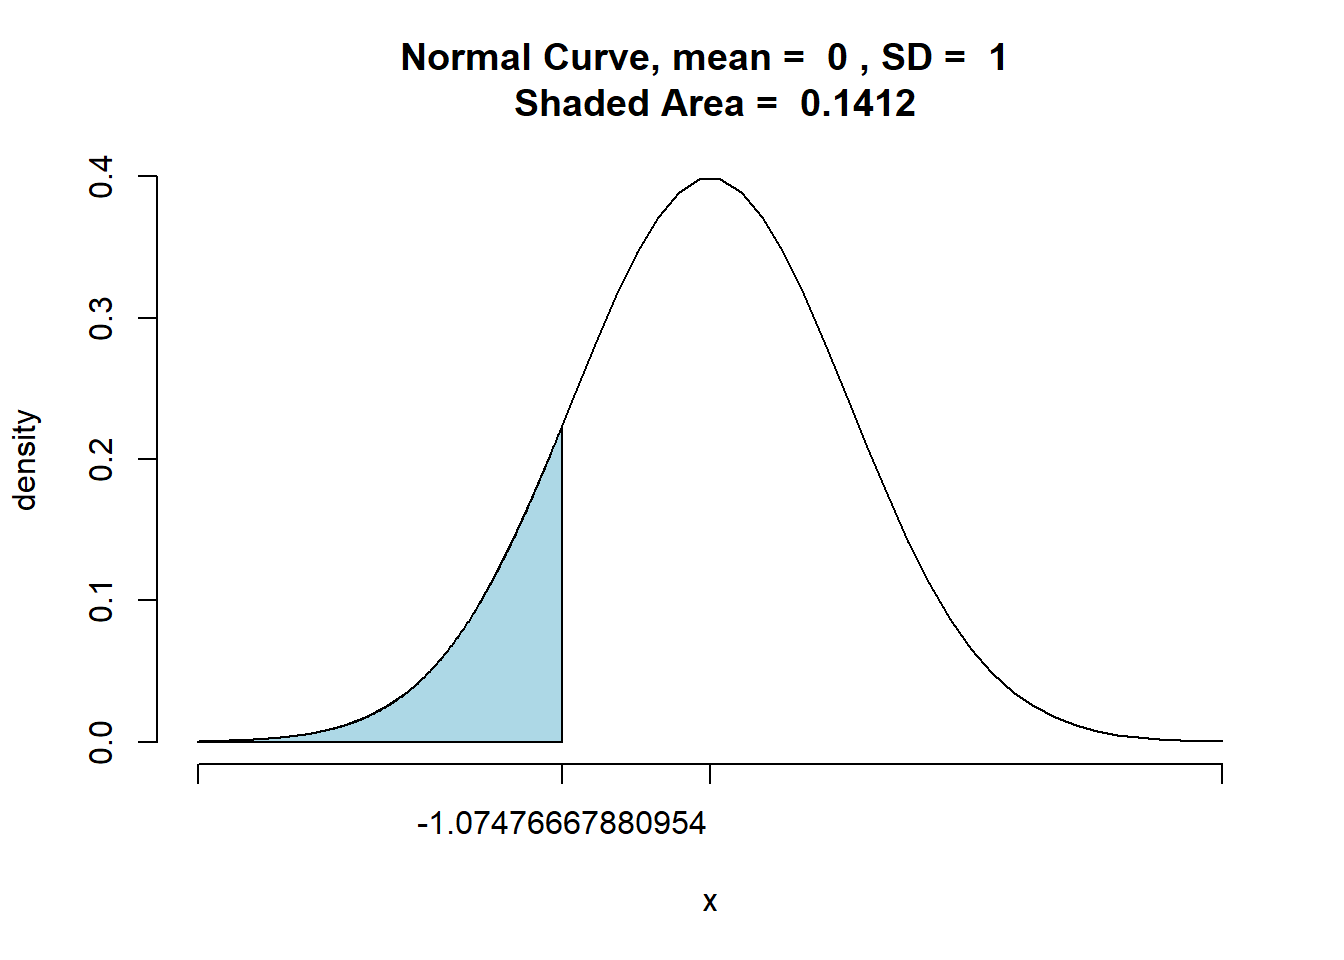 Normal Curve, mean =  0 , SD =  1
Shaded Area =  0.1412
density
0.4
0.3
0.2
0.1
0.0
-1.07476667880954
x